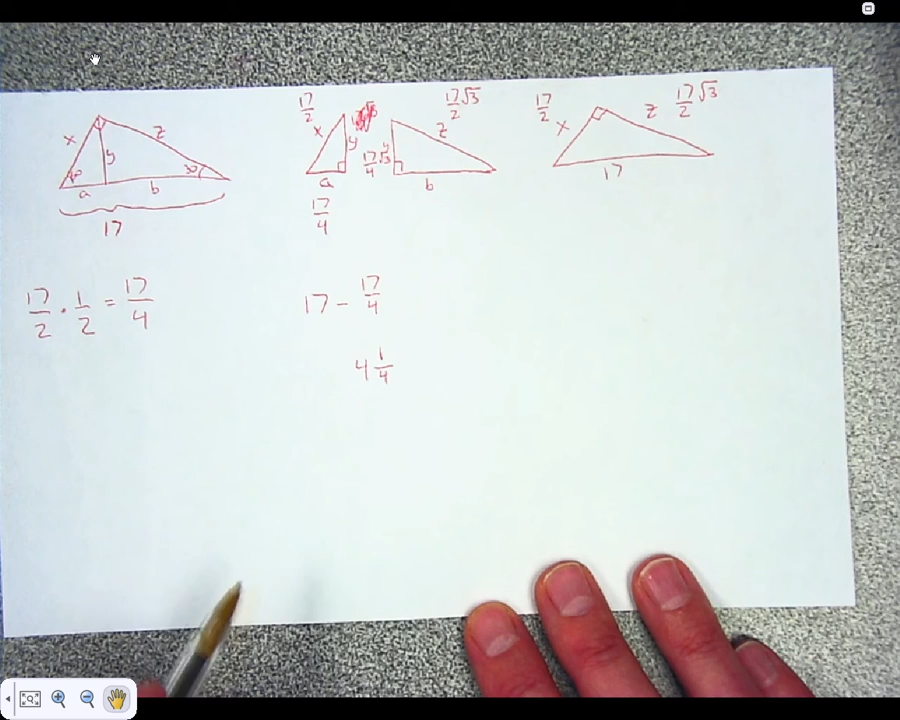 x
y
z
60
30
a
b
17
17/2
x
y
a
17/4
17/2 √3
z
y
17/4 √3
b
17/2
x
z
17/2 √3
17
17/2 · 1/2 = 17/4
17 - 17/4
4 1/4